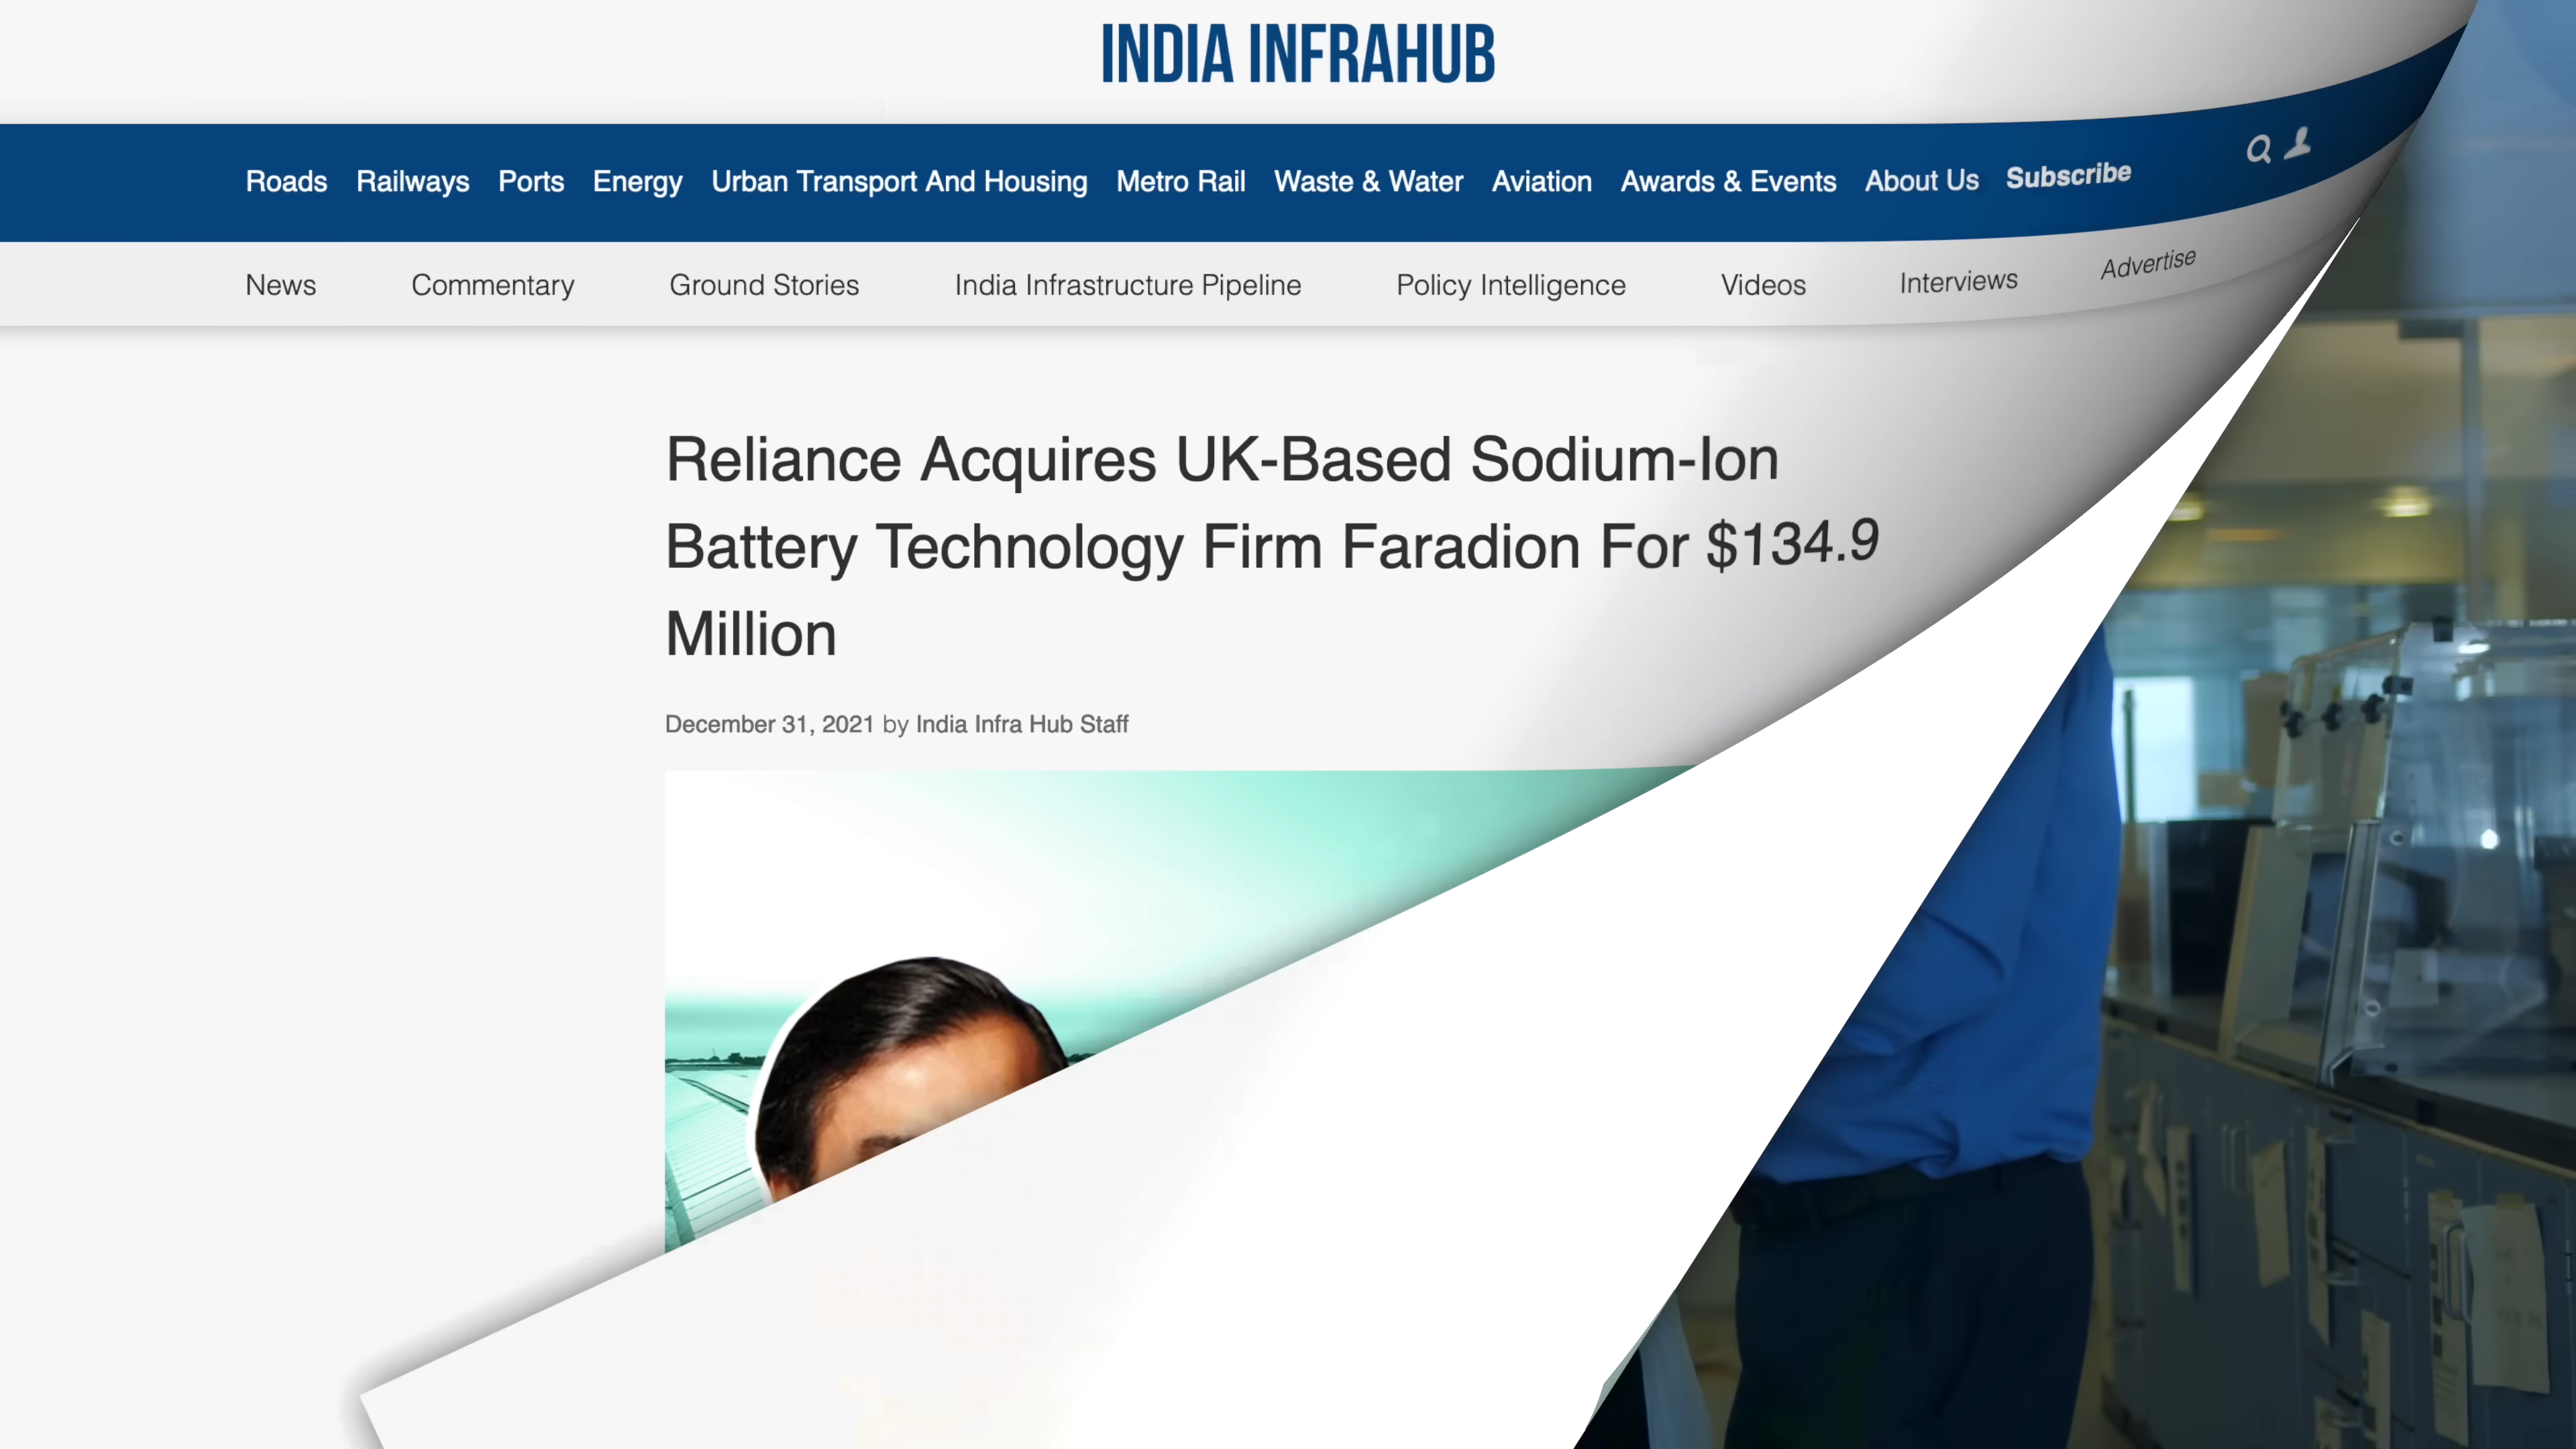 INDIA INFRAHUB
Roads Railways Ports Energy Urban Transport And Housing Metro Rail Waste & Water Aviation Awards & Events About Us Subscribe
News Commentary Ground Stories India Infrastructure Pipeline Policy Intelligence Videos Interviews Advertise
Reliance Acquires UK-Based Sodium-Ion
Battery Technology Firm Faradion For $134.9
Million
December 31, 2021 by India Infra Hub Staff